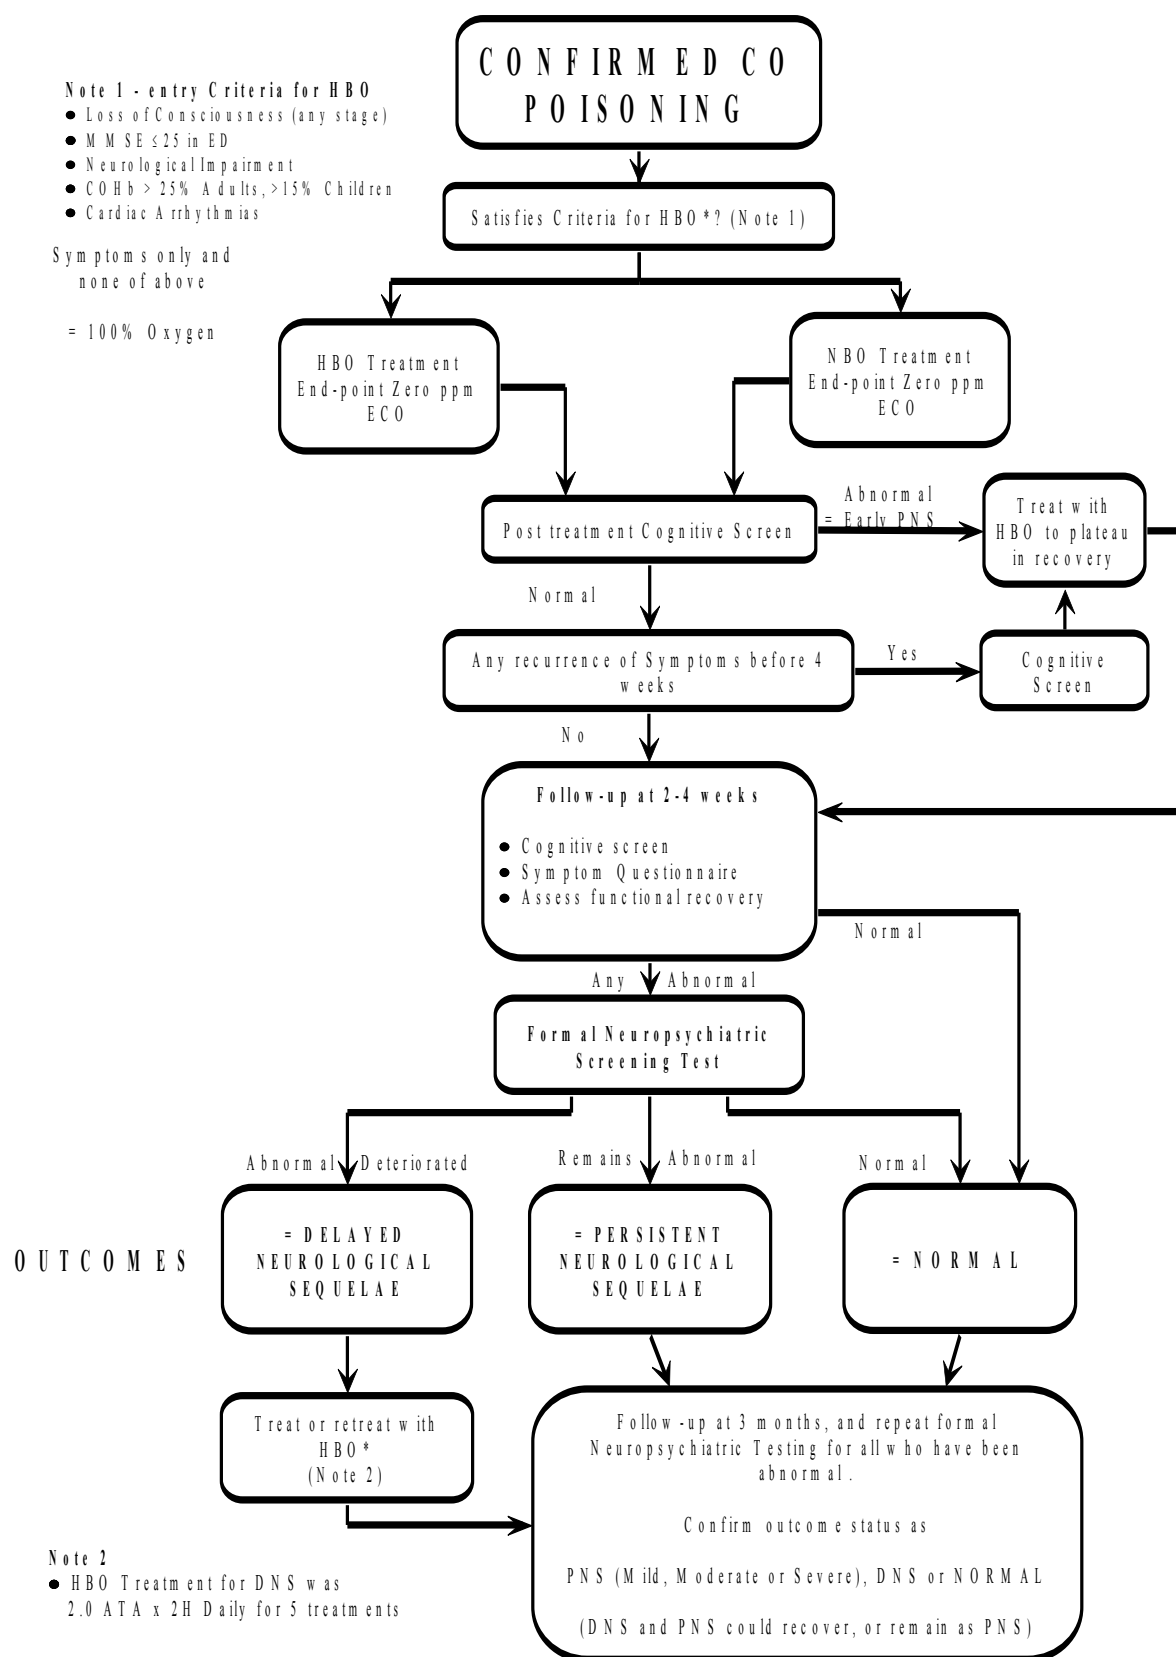 CONFIRMED CO
POISONING
Note 1 - entry Criteria for HBO
● Loss of Consciousness (any stage)
● MMSE ≤ 25 in ED
● Neurological Impairment
● COHb > 25% Adults, >15% Children
● Cardiac Arrhythmias
Symptoms only and
none of above
= 100% Oxygen
Satisfies Criteria for HBO*? (Note 1)
HBO Treatment
End-point Zero ppm
ECO
NBO Treatment
End-point Zero ppm
ECO
Post treatment Cognitive Screen
Abnormal
= Early PNS
Treat with
HBO to plateau
in recovery
Normal
Any recurrence of Symptoms before 4
weeks
Yes
Cognitive
Screen
No
Follow-up at 2-4 weeks
● Cognitive screen
● Symptom Questionnaire
● Assess functional recovery
Normal
Any Abnormal
Formal Neuropsychiatric
Screening Test
Abnormal Deteriorated
Remains Abnormal
Normal
OUTCOMES
= DELAYED
NEUROLOGICAL
SEQUELAE
= PERSISTENT
NEUROLOGICAL
SEQUELAE
= NORMAL
Treat or retreat with
HBO*
(Note 2)
Follow-up at 3 months, and repeat formal
Neuropsychiatric Testing for all who have been
abnormal.
Confirm outcome status as
PNS (Mild, Moderate or Severe), DNS or NORMAL
(DNS and PNS could recover, or remain as PNS)
Note 2
● HBO Treatment for DNS was
2.0 ATA x 2H Daily for 5 treatments